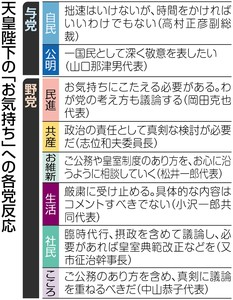 天皇陛下の「お気持ち」への各党反応
与党
自民
拙速はいけないが、時間をかければ
いいわけでもない（高村正彦副総
裁）
公明
一国民として深く敬意を表したい
（山口那津男代表）
野党
民進
お気持ちにこたえる必要がある。わ
が党の考え方も議論する（岡田克也
代表）
共産
政治の責任として真剣な検討が必要
だ（志位和夫委員長）
お維新
ご公務や皇室制度のあり方を、お心に沿
うように相談していく（松井一郎代表）
生活
厳粛に受け止める。具体的な内容は
コメントすべきでない（小沢一郎共
同代表）
社民
臨時代行、摂政を含めて議論し、必
要があれば皇室典範改正などを（又
市征治幹事長）
こころ
ご公務のあり方を含め、真剣に議論
を重ねるべきだ（中山恭子代表）